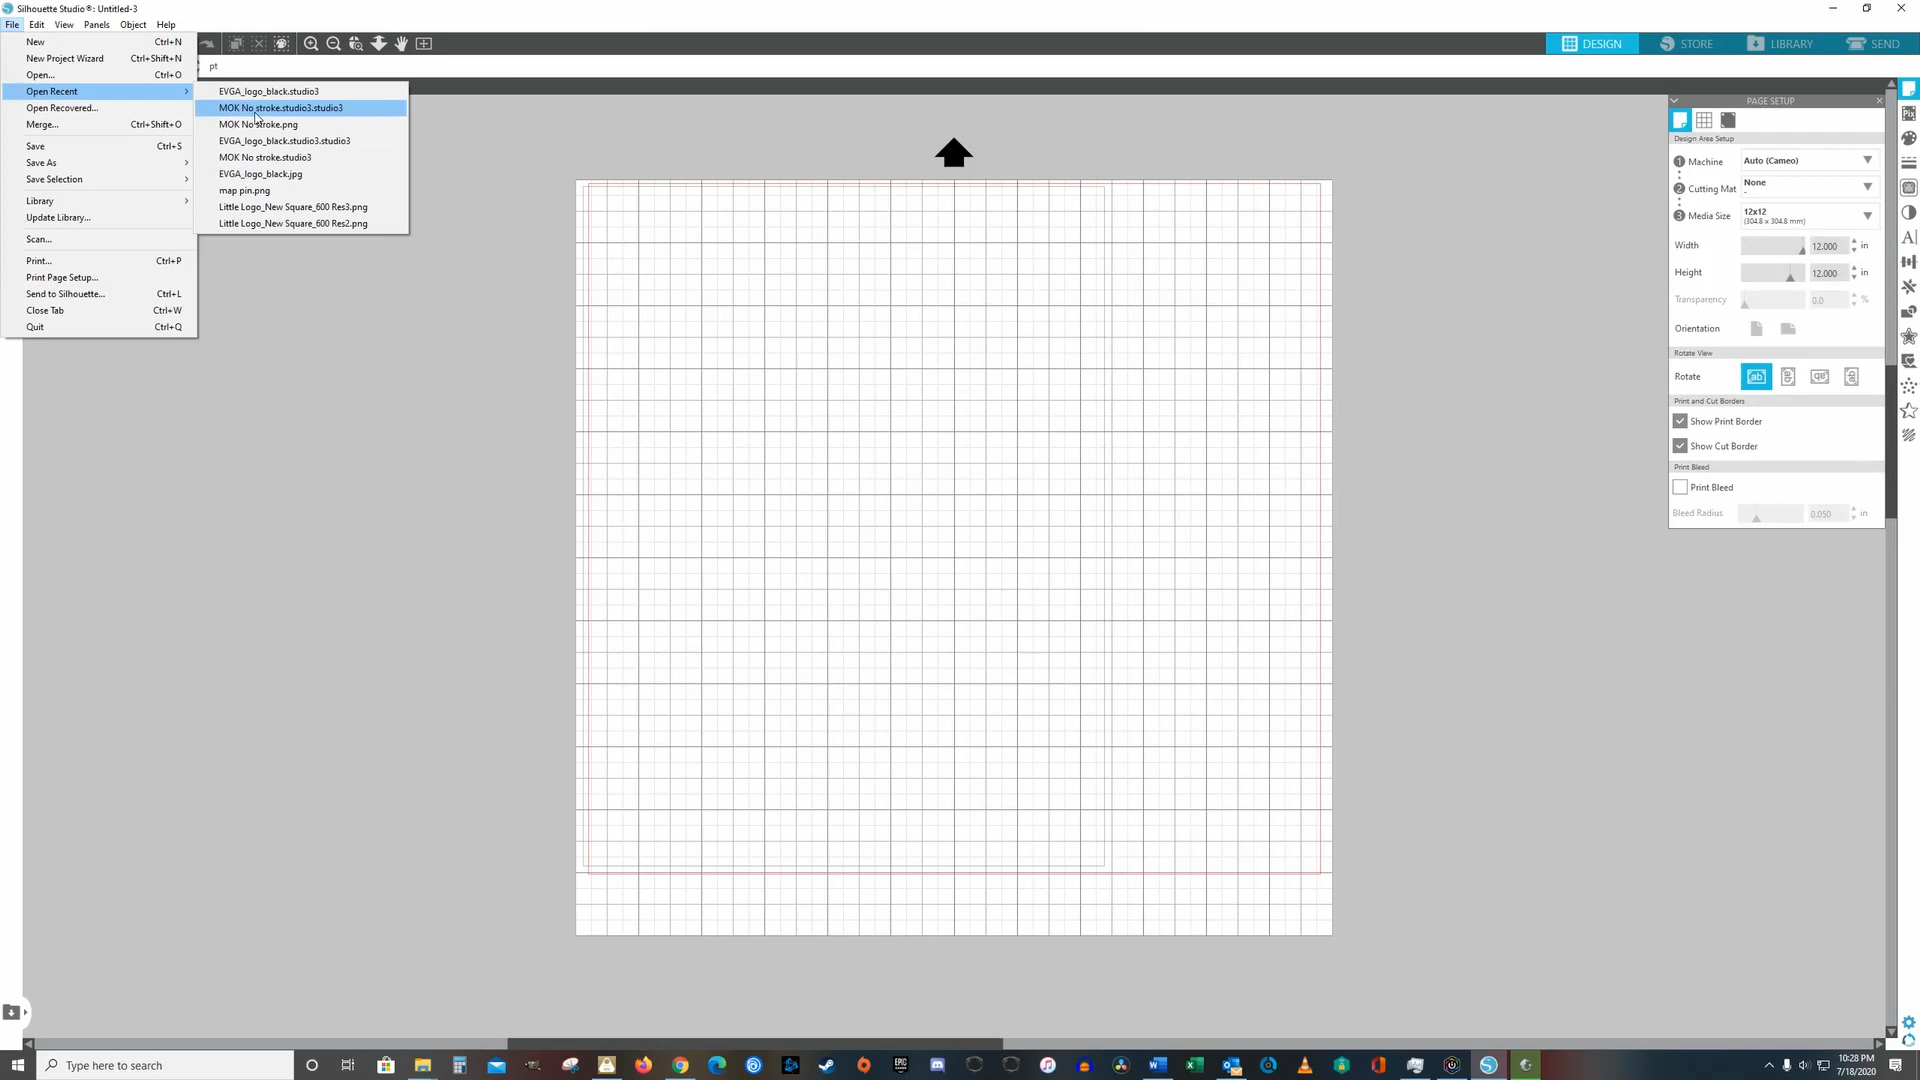 Silhouette Studio®: Untitled-3
File Edit View Panels Object Help
New Ctrl+N
New Project Wizard Ctrl+Shift+N
Open... Ctrl+O
Open Recent
Open Recovered...
Merge... Ctrl+Shift+O
Save Ctrl+S
Save As
Save Selection
Library
Update Library...
Scan...
Print... Ctrl+P
Print Page Setup...
Send to Silhouette... Ctrl+L
Close Tab Ctrl+W
Quit Ctrl+Q
EVGA_logo_black.studio3
MOK No stroke.studio3.studio3
MOK No stroke.png
EVGA_logo_black.studio3.studio3
MOK No stroke.studio3
EVGA_logo_black.jpg
map pin.png
Little Logo_New Square_600 Res3.png
Little Logo_New Square_600 Res2.png
pt
DESIGN STORE LIBRARY SEND
PAGE SETUP
Design Area Setup
1 Machine Auto (Cameo)
2 Cutting Mat None
-
3 Media Size 12x12
(304.8 x 304.8 mm)
Width 12.000 in
Height 12.000 in
Transparency 0.0 %
Orientation
Rotate View
Rotate
Print and Cut Borders
Show Print Border
Show Cut Border
Print Bleed
Print Bleed
Bleed Radius 0.050 in
Type here to search
10:28 PM
7/18/2020